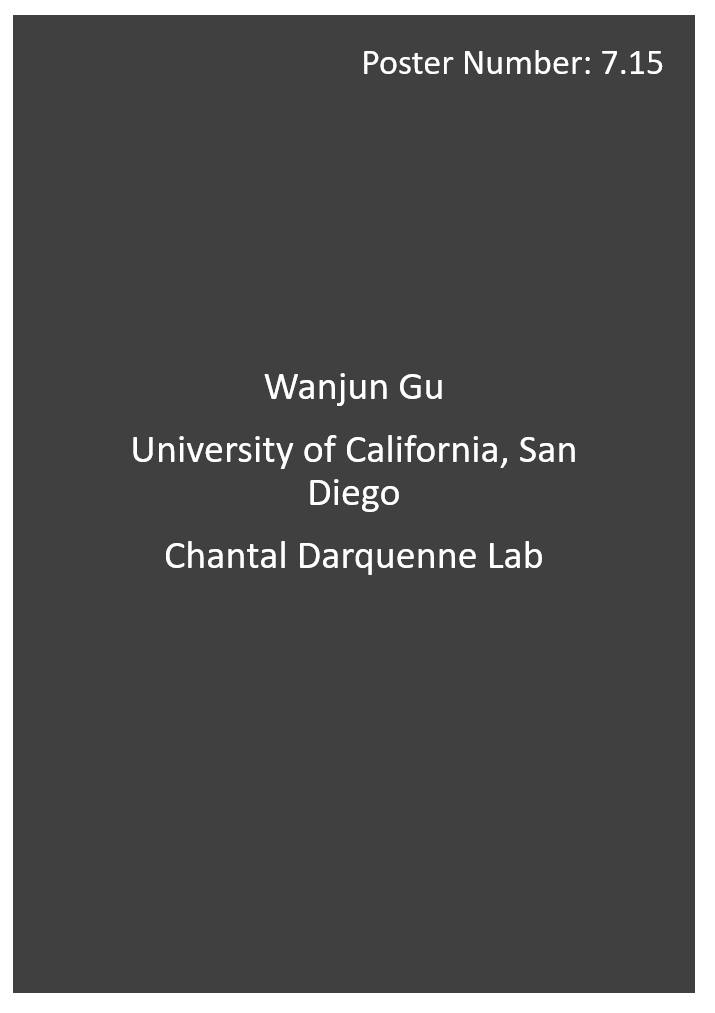 Poster Number: 7.15
Wanjun Gu
University of California, San
Diego
Chantal Darquenne Lab